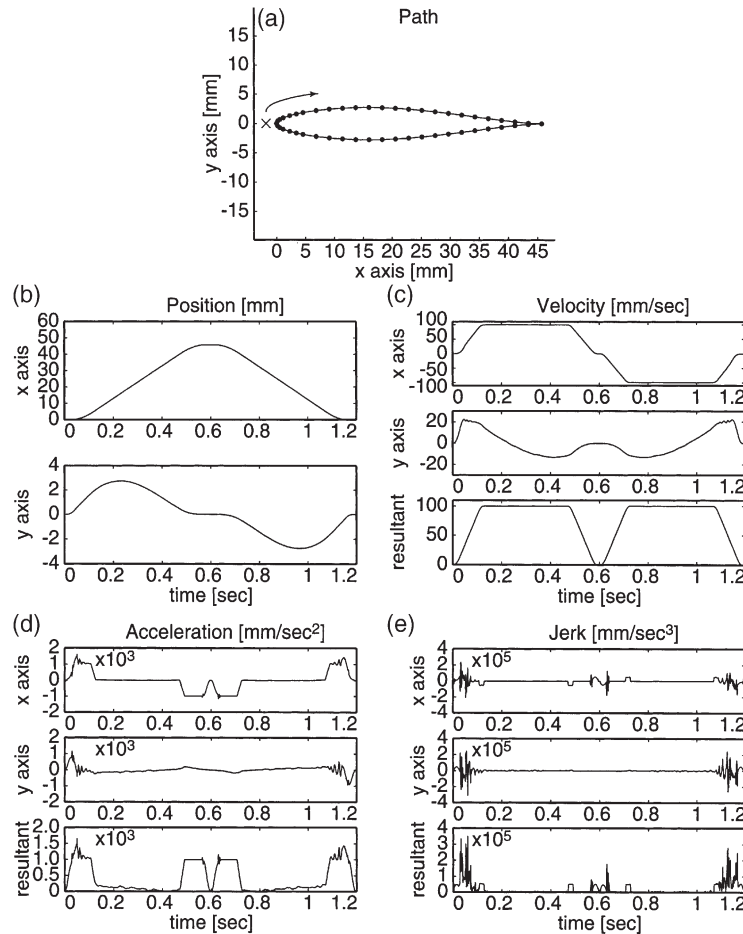 (a)
Path
15
10
5
0
-5
-10
-15
y axis [mm]
0 5 10 15 20 25 30 35 40 45
x axis [mm]
(b)
Position [mm]
60
50
40
30
20
10
0
x axis
0 0.2 0.4 0.6 0.8 1 1.2
4
2
0
-2
-4
y axis
0 0.2 0.4 0.6 0.8 1 1.2
time [sec]
(c)
Velocity [mm/sec]
100
50
0
-50
-100
x axis
0 0.2 0.4 0.6 0.8 1 1.2
20
0
-20
y axis
0 0.2 0.4 0.6 0.8 1 1.2
100
50
0
resultant
0 0.2 0.4 0.6 0.8 1 1.2
time [sec]
(d)
Acceleration [mm/sec²]
x10³
2
1
0
-1
-2
x axis
0 0.2 0.4 0.6 0.8 1 1.2
x10³
2
1
0
-1
-2
y axis
0 0.2 0.4 0.6 0.8 1 1.2
x10³
2.0
1.5
1.0
0.5
0
resultant
0 0.2 0.4 0.6 0.8 1 1.2
time [sec]
(e)
Jerk [mm/sec³]
x10⁵
4
2
0
-2
-4
x axis
0 0.2 0.4 0.6 0.8 1 1.2
x10⁵
4
2
0
-2
-4
y axis
0 0.2 0.4 0.6 0.8 1 1.2
x10⁵
4
3
2
1
0
resultant
0 0.2 0.4 0.6 0.8 1 1.2
time [sec]